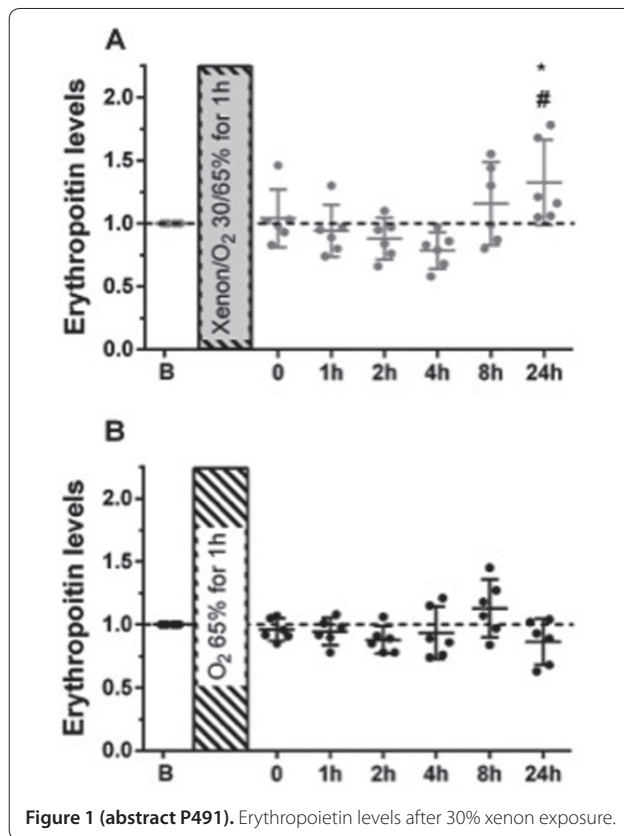 A
Erythropoitin levels
2.0
1.5
1.0
0.5
0.0
Xenon/O₂ 30/65% for 1h
*
#
B 0 1h 2h 4h 8h 24h
B
Erythropoitin levels
2.0
1.5
1.0
0.5
0.0
O₂ 65% for 1h
B 0 1h 2h 4h 8h 24h
Figure 1 (abstract P491). Erythropoietin levels after 30% xenon exposure.